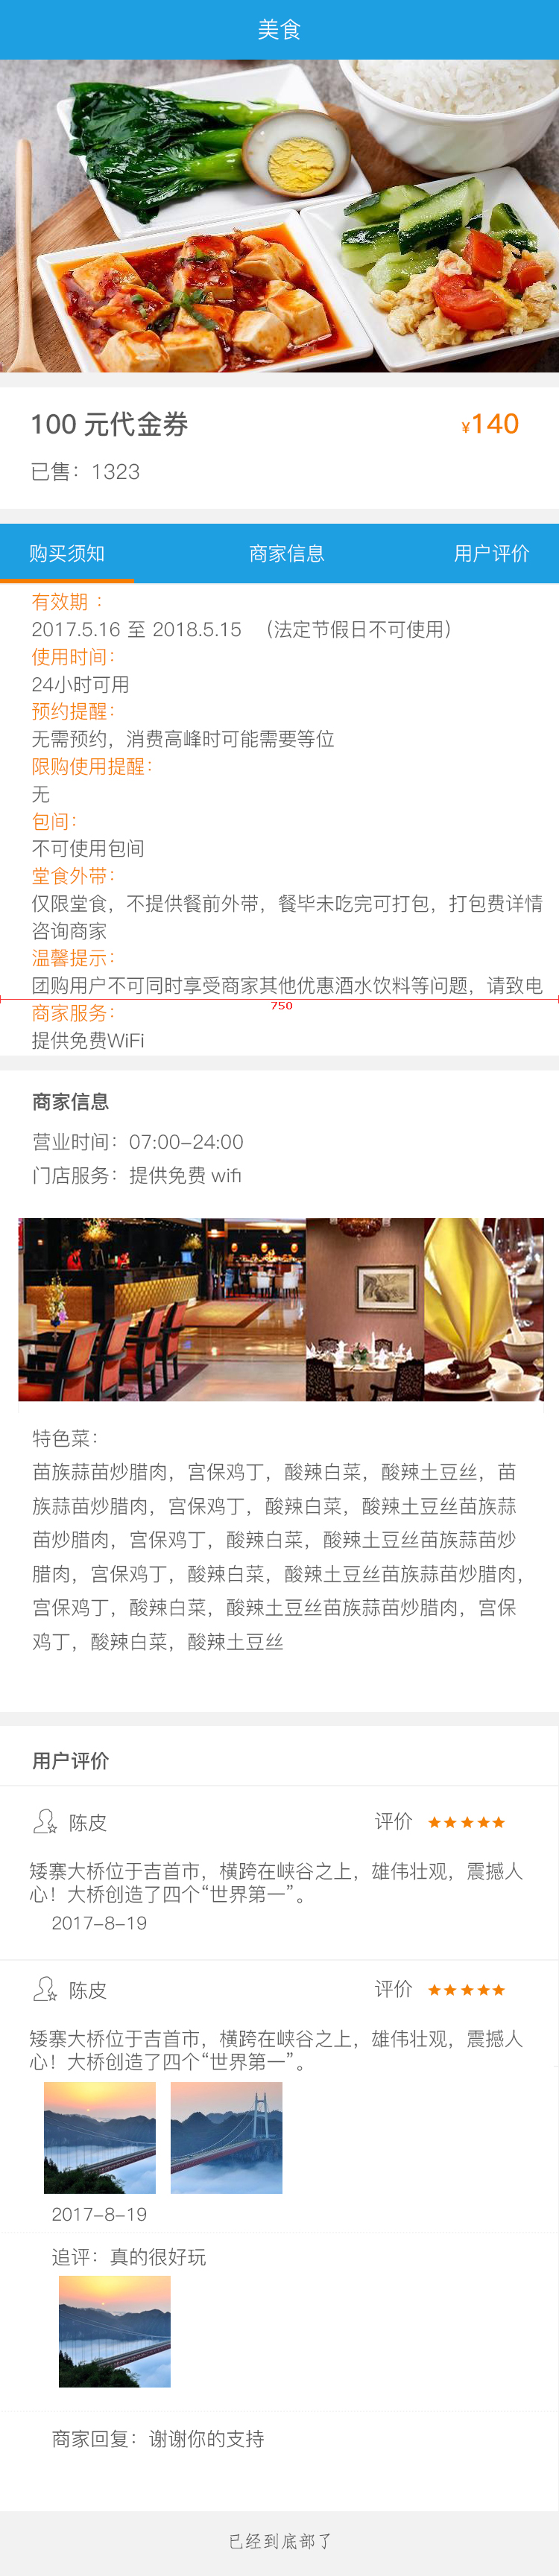 美食
100 元代金券
¥140
已售：1323
购买须知 商家信息 用户评价
有效期 ：
2017.5.16 至 2018.5.15 （法定节假日不可使用）
使用时间：
24小时可用
预约提醒：
无需预约，消费高峰时可能需要等位
限购使用提醒：
无
包间：
不可使用包间
堂食外带：
仅限堂食，不提供餐前外带，餐毕未吃完可打包，打包费详情
咨询商家
温馨提示：
团购用户不可同时享受商家其他优惠酒水饮料等问题，请致电
750
商家服务：
提供免费WiFi
商家信息
营业时间：07:00-24:00
门店服务：提供免费 wifi
特色菜：
苗族蒜苗炒腊肉，宫保鸡丁，酸辣白菜，酸辣土豆丝，苗
族蒜苗炒腊肉，宫保鸡丁，酸辣白菜，酸辣土豆丝苗族蒜
苗炒腊肉，宫保鸡丁，酸辣白菜，酸辣土豆丝苗族蒜苗炒
腊肉，宫保鸡丁，酸辣白菜，酸辣土豆丝苗族蒜苗炒腊肉，
宫保鸡丁，酸辣白菜，酸辣土豆丝苗族蒜苗炒腊肉，宫保
鸡丁，酸辣白菜，酸辣土豆丝
用户评价
陈皮 评价 ★★★★★
矮寨大桥位于吉首市，横跨在峡谷之上，雄伟壮观，震撼人
心！大桥创造了四个“世界第一”。
2017-8-19
陈皮 评价 ★★★★★
矮寨大桥位于吉首市，横跨在峡谷之上，雄伟壮观，震撼人
心！大桥创造了四个“世界第一”。
2017-8-19
追评：真的很好玩
商家回复：谢谢你的支持
已经到底部了